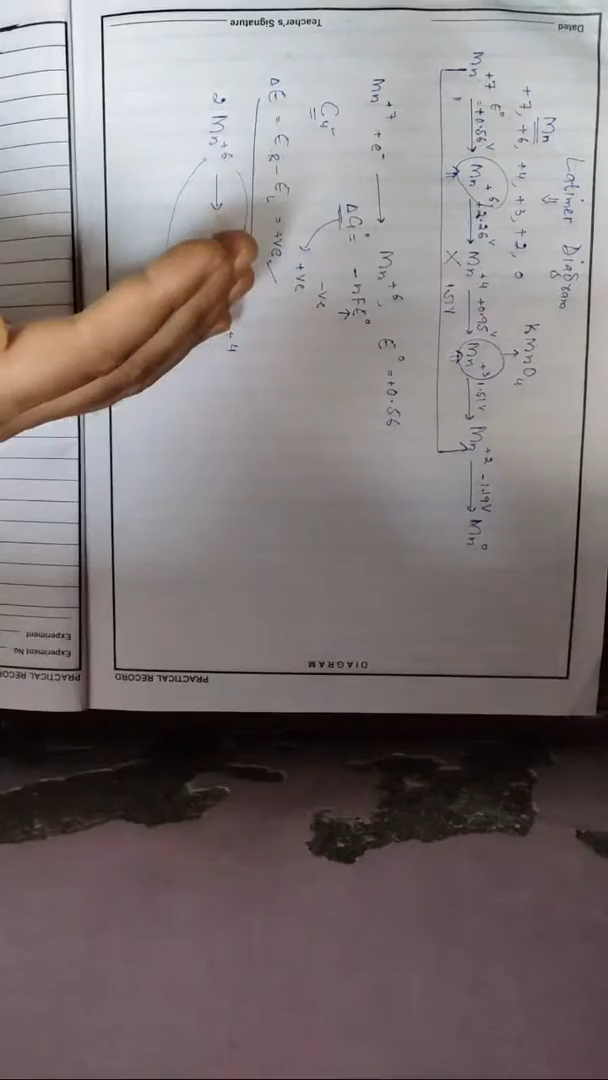 Dated
Teacher's Signature
Latimer Diagram
⇓
Mn
+7, +6, +4, +3, +2, 0
KMnO4
Mn+7 E° = +0.56V → Mn+6 2.26V → Mn+4 +0.95V → Mn+3 1.51V → Mn+2 -1.19V → Mn°
X 1.51V
Mn+7 + e- → Mn+6, E° = +0.56
ΔG° = -nFE°
-ve
+ve
ΔE = ER - EL = +ve ✓
2 Mn+6 →
+4
DIAGRAM
PRACTICAL RECORD
PRACTICAL RECOR
Experiment No.
Experiment